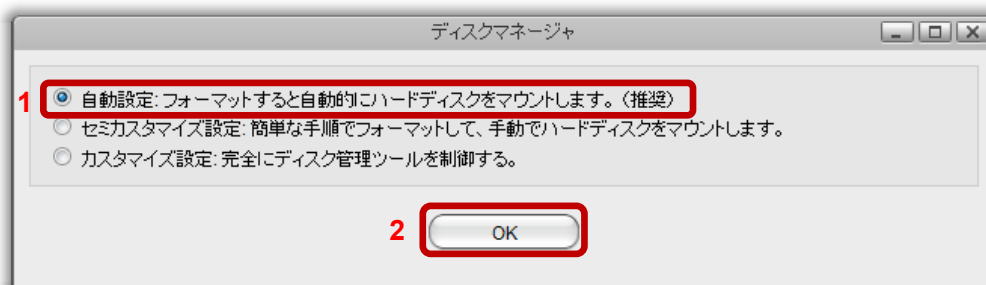 ディスクマネージャ
1 自動設定: フォーマットすると自動的にハードディスクをマウントします。(推奨)
セミカスタマイズ設定: 簡単な手順でフォーマットして、手動でハードディスクをマウントします。
カスタマイズ設定: 完全にディスク管理ツールを制御する。
2 OK